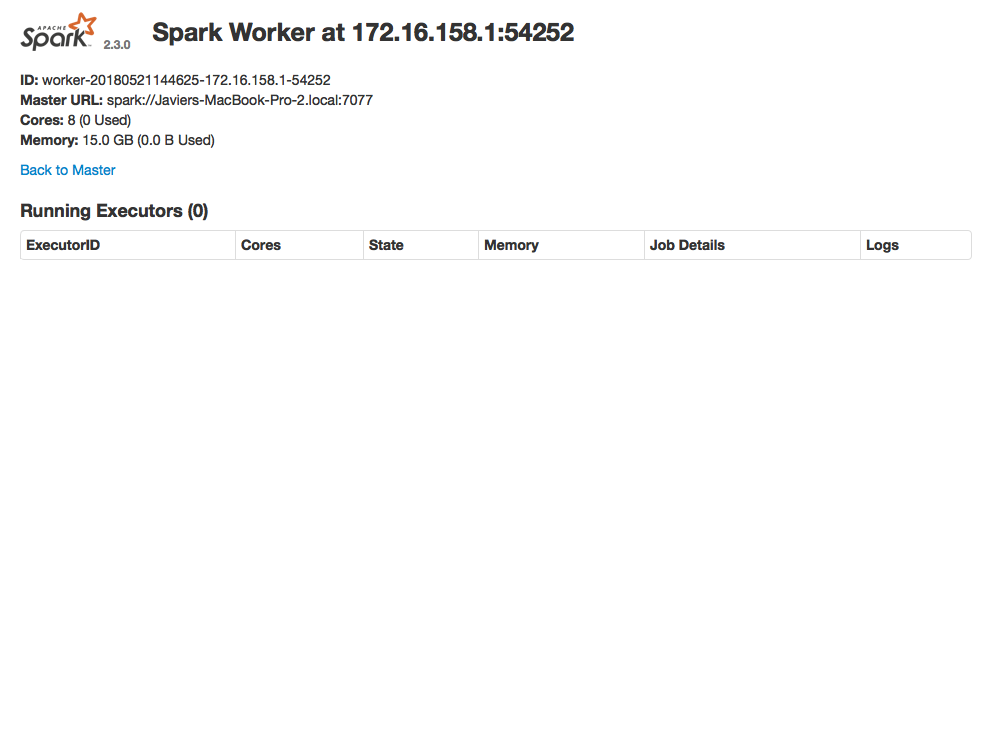 APACHE
Spark™ 2.3.0 Spark Worker at 172.16.158.1:54252
ID: worker-20180521144625-172.16.158.1-54252
Master URL: spark://Javiers-MacBook-Pro-2.local:7077
Cores: 8 (0 Used)
Memory: 15.0 GB (0.0 B Used)
Back to Master
Running Executors (0)
ExecutorID Cores State Memory Job Details Logs